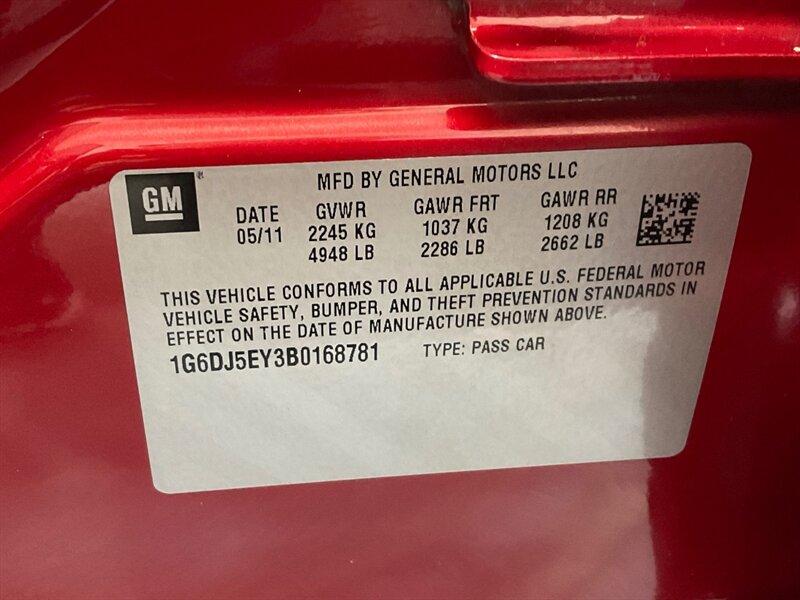 MFD BY GENERAL MOTORS LLC
GM®
DATE GVWR GAWR FRT GAWR RR
05/11 2245 KG 1037 KG 1208 KG
4948 LB 2286 LB 2662 LB
THIS VEHICLE CONFORMS TO ALL APPLICABLE U.S. FEDERAL MOTOR
VEHICLE SAFETY, BUMPER, AND THEFT PREVENTION STANDARDS IN
EFFECT ON THE DATE OF MANUFACTURE SHOWN ABOVE.
1G6DJ5EY3B0168781 TYPE: PASS CAR